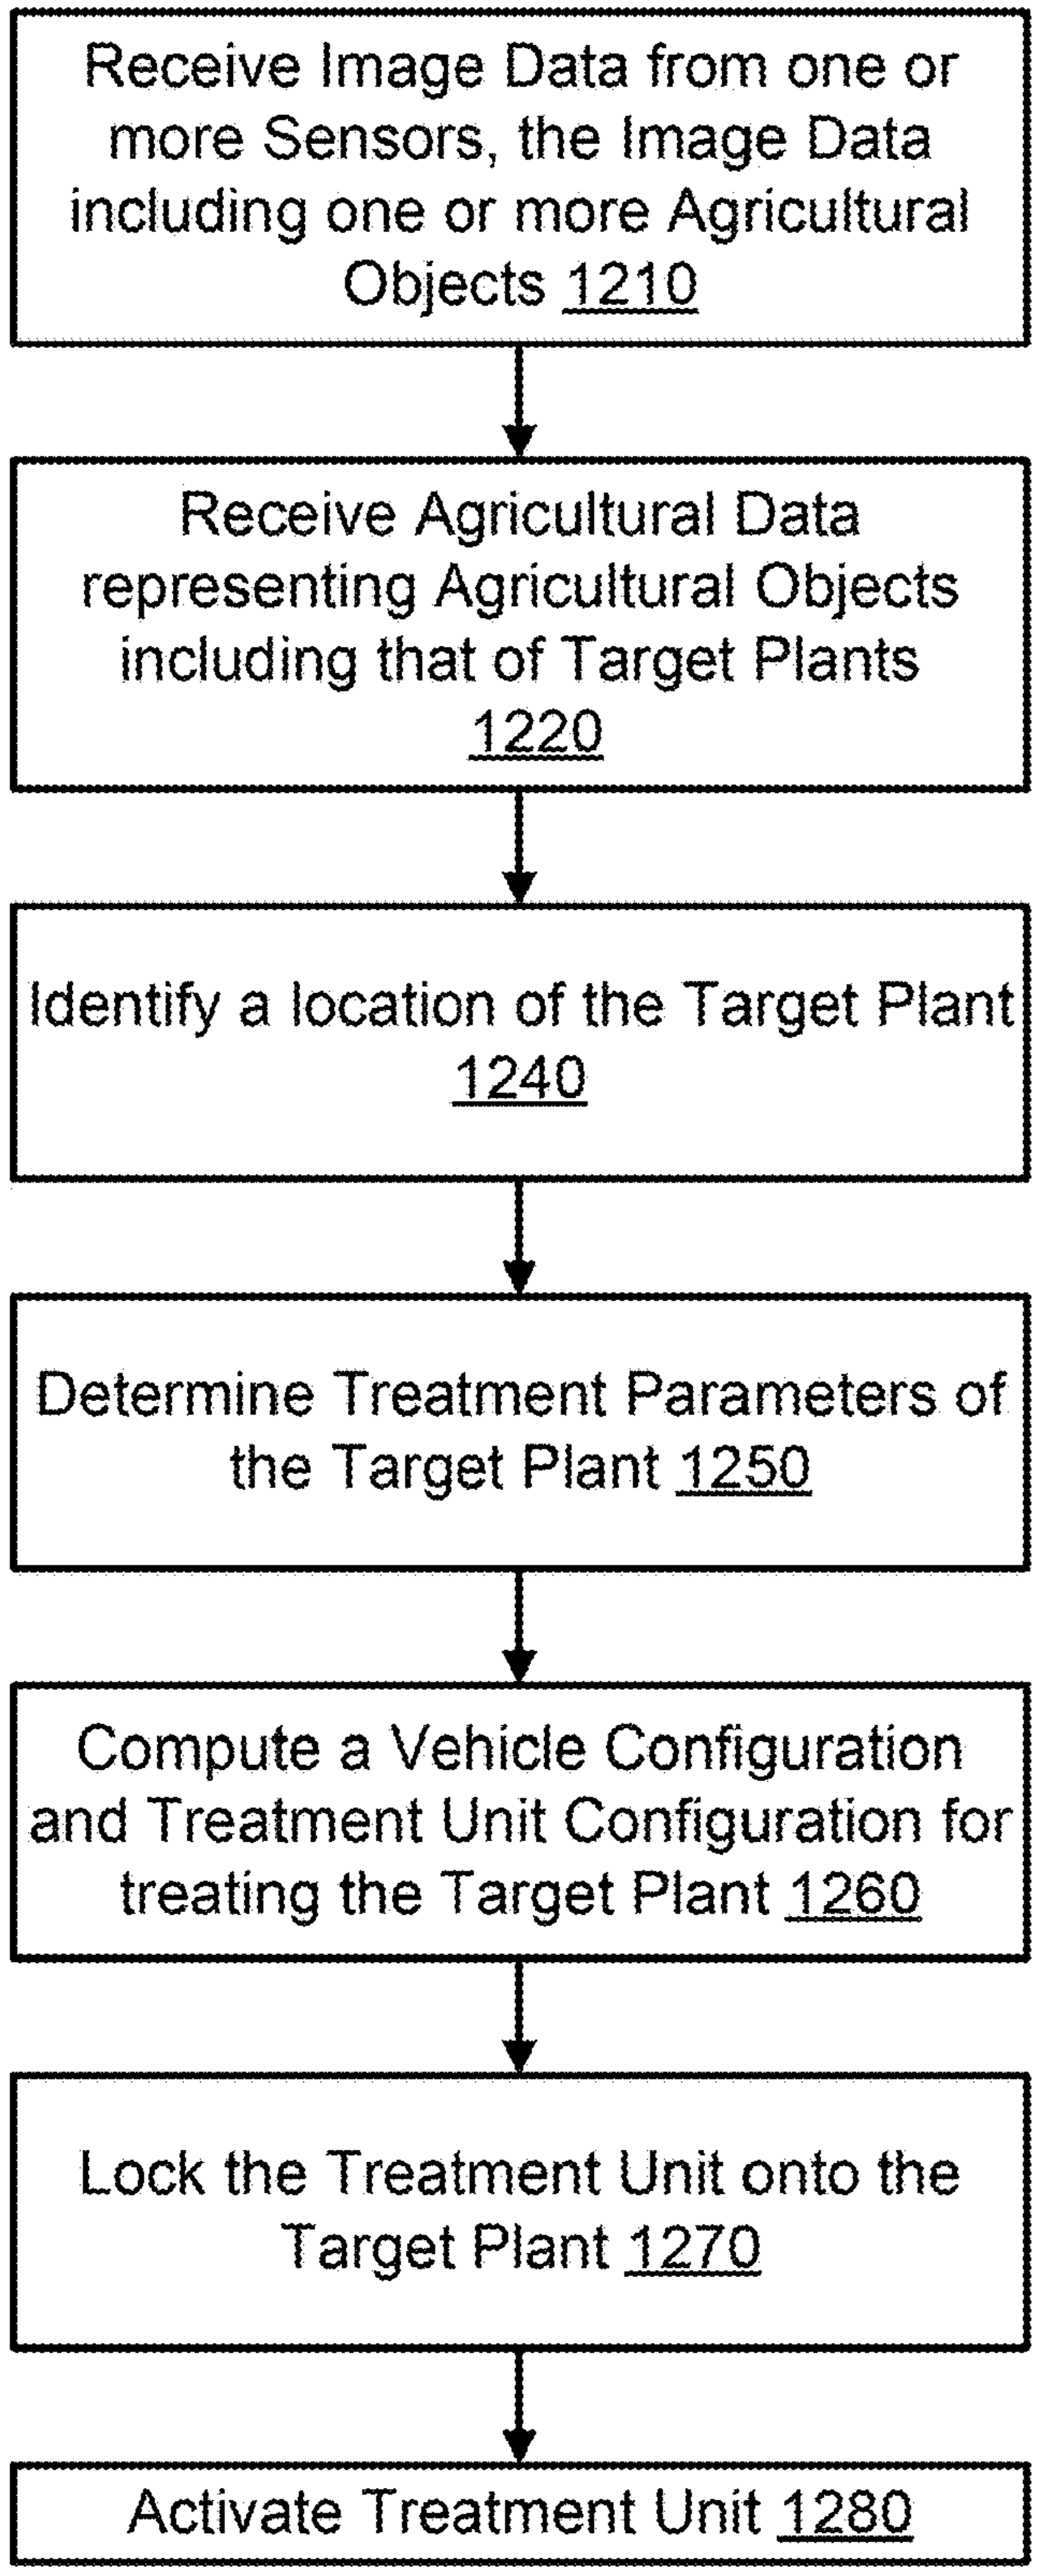 Receive Image Data from one or
more Sensors, the Image Data
including one or more Agricultural
Objects 1210
Receive Agricultural Data
representing Agricultural Objects
including that of Target Plants
1220
Identify a location of the Target Plant
1240
Determine Treatment Parameters of
the Target Plant 1250
Compute a Vehicle Configuration
and Treatment Unit Configuration for
treating the Target Plant 1260
Lock the Treatment Unit onto the
Target Plant 1270
Activate Treatment Unit 1280